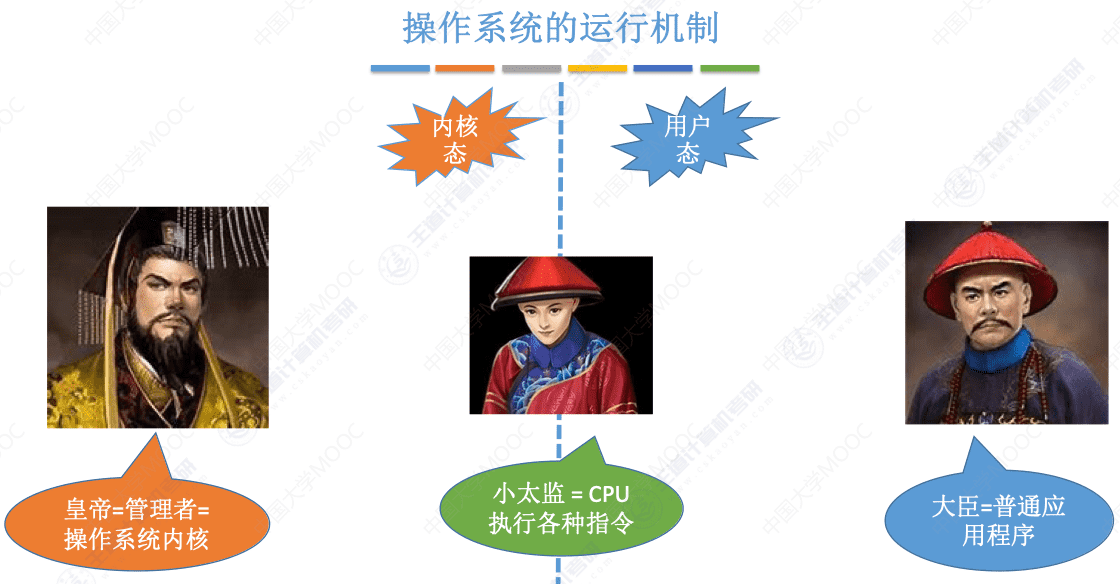 操作系统的运行机制
内核
态
用户
态
皇帝=管理者=
操作系统内核
小太监 = CPU
执行各种指令
大臣=普通应
用程序
中国大学MOOC
王道计算机考研